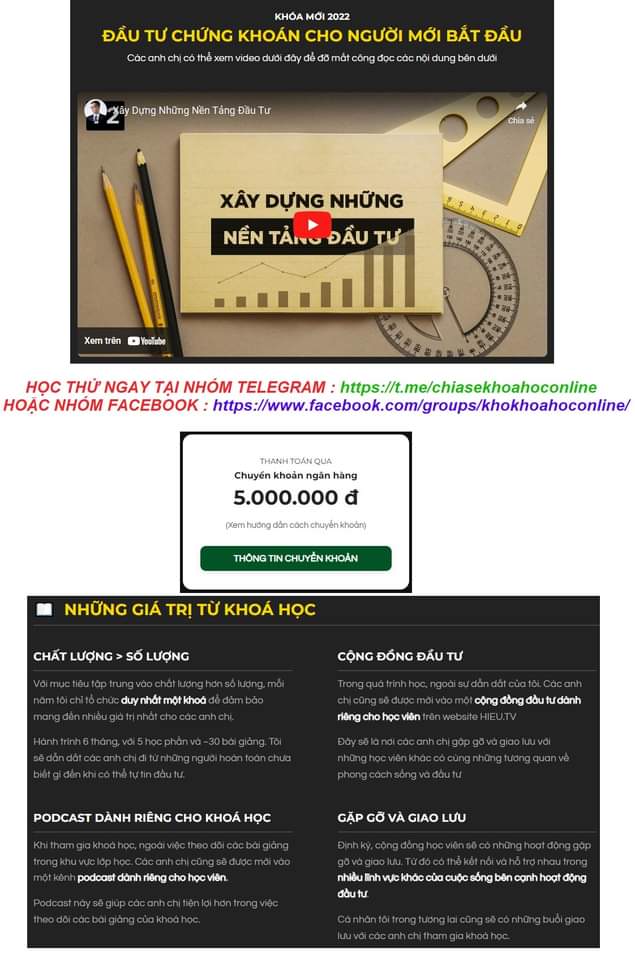 KHÓA MỚI 2022
ĐẦU TƯ CHỨNG KHOÁN CHO NGƯỜI MỚI BẮT ĐẦU
Các anh chị có thể xem video dưới đây để đỡ mất công đọc các nội dung bên dưới
Xây Dựng Những Nền Tảng Đầu Tư
2
Chia sẻ
XÂY DỰNG NHỮNG
NỀN TẢNG ĐẦU TƯ
Xem trên YouTube
HỌC THỬ NGAY TẠI NHÓM TELEGRAM : https://t.me/chiasekhoahoconline
HOẶC NHÓM FACEBOOK : https://www.facebook.com/groups/khokhoahoconline/
THANH TOÁN QUA
Chuyển khoản ngân hàng
5.000.000 đ
(Xem hướng dẫn cách chuyển khoản)
THÔNG TIN CHUYỂN KHOẢN
NHỮNG GIÁ TRỊ TỪ KHOÁ HỌC
CHẤT LƯỢNG > SỐ LƯỢNG
Với mục tiêu tập trung vào chất lượng hơn số lượng, mỗi
năm tôi chỉ tổ chức duy nhất một khoá để đảm bảo
mang đến nhiều giá trị nhất cho các anh chị.
Hành trình 6 tháng, với 5 học phần và ~30 bài giảng. Tôi
sẽ dẫn dắt các anh chị đi từ những người hoàn toàn chưa
biết gì đến khi có thể tự tin đầu tư.
CỘNG ĐỒNG ĐẦU TƯ
Trong quá trình học, ngoài sự dẫn dắt của tôi. Các anh
chị cũng sẽ được mời vào một cộng đồng đầu tư dành
riêng cho học viên trên website HIEU.TV
Đây sẽ là nơi các anh chị gặp gỡ và giao lưu với
những học viên khác có cùng những tương quan về
phong cách sống và đầu tư
PODCAST DÀNH RIÊNG CHO KHOÁ HỌC
Khi tham gia khoá học, ngoài việc theo dõi các bài giảng
trong khu vực lớp học. Các anh chị cũng sẽ được mời vào
một kênh podcast dành riêng cho học viên.
Podcast này sẽ giúp các anh chị tiện lợi hơn trong việc
theo dõi các bài giảng của khoá học.
GẶP GỠ VÀ GIAO LƯU
Định kỳ, cộng đồng học viên sẽ có những hoạt động gặp
gỡ và giao lưu. Từ đó có thể kết nối và hỗ trợ nhau trong
nhiều lĩnh vực khác của cuộc sống bên cạnh hoạt động
đầu tư.
Cá nhân tôi trong tương lai cũng sẽ có những buổi giao
lưu với các anh chị tham gia khoá học.